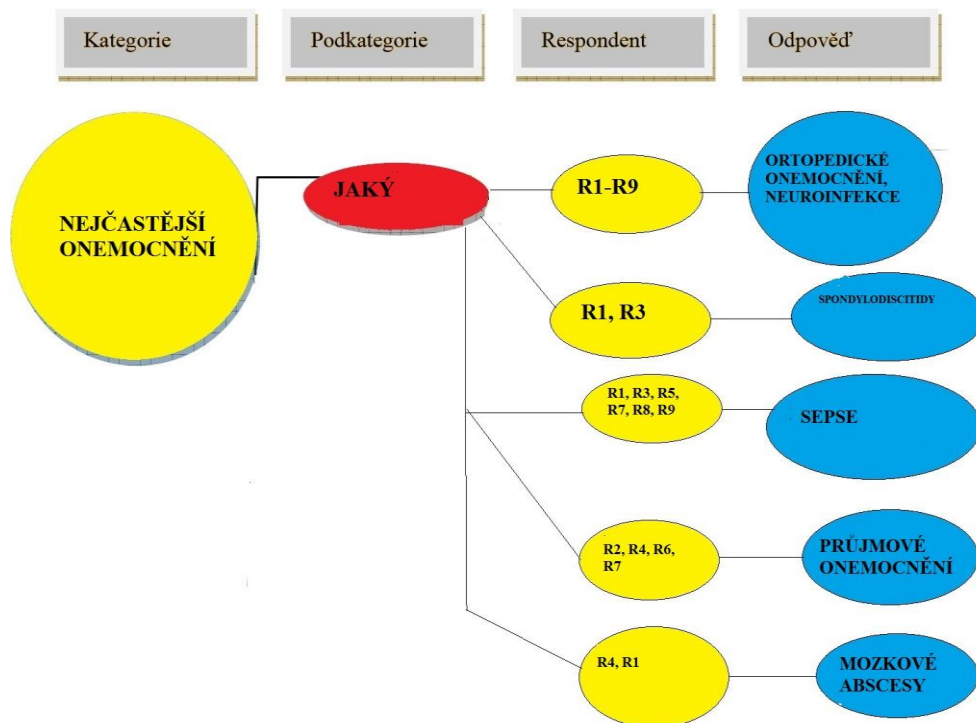 Kategorie
Podkategorie
Respondent
Odpověď
NEJČASTĚJŠÍ
ONEMOCNĚNÍ
JAKÝ
R1-R9
ORTOPEDICKÉ
ONEMOCNĚNÍ,
NEUROINFEKCE
R1, R3
SPONDYLODISCITIDY
R1, R3, R5,
R7, R8, R9
SEPSE
R2, R4, R6,
R7
PRŮJMOVÉ
ONEMOCNĚNÍ
R4, R1
MOZKOVÉ
ABSCESY